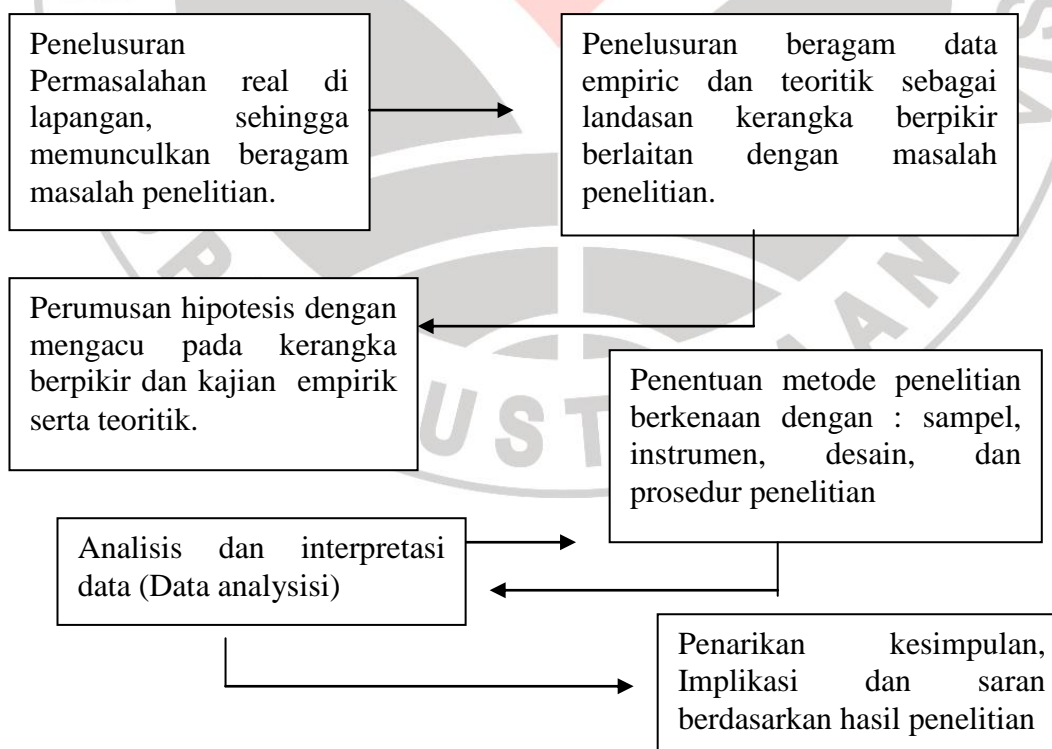 Penelusuran
Permasalahan real di
lapangan, sehingga
memunculkan beragam
masalah penelitian.
Penelusuran beragam data
empiric dan teoritik sebagai
landasan kerangka berpikir
berlaitan dengan masalah
penelitian.
Perumusan hipotesis dengan
mengacu pada kerangka
berpikir dan kajian empirik
serta teoritik.
Penentuan metode penelitian
berkenaan dengan : sampel,
instrumen, desain, dan
prosedur penelitian
Analisis dan interpretasi
data (Data analysisi)
Penarikan kesimpulan,
Implikasi dan saran
berdasarkan hasil penelitian